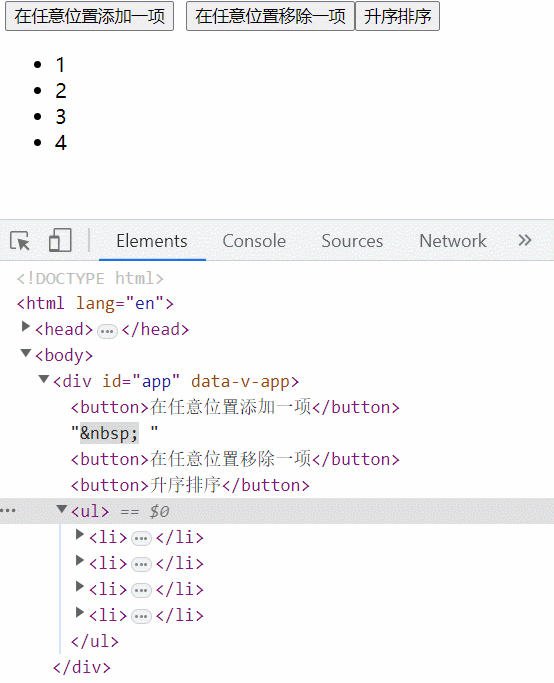 在任意位置添加一项 在任意位置移除一项 升序排序
• 1
• 2
• 3
• 4
Elements Console Sources Network »
<!DOCTYPE html>
<html lang="en">
<head>…</head>
<body>
<div id="app" data-v-app>
<button>在任意位置添加一项</button>
"&nbsp; "
<button>在任意位置移除一项</button>
<button>升序排序</button>
… <ul> == $0
<li>…</li>
<li>…</li>
<li>…</li>
<li>…</li>
</ul>
</div>